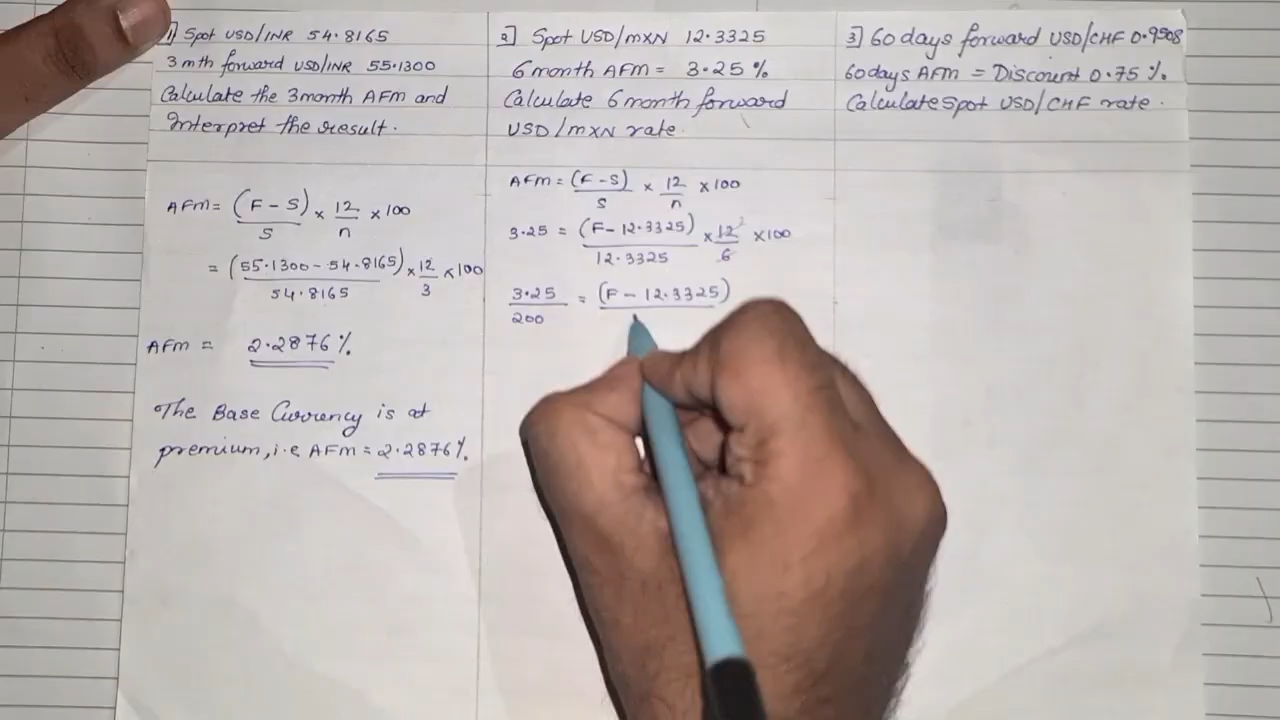 1] Spot USD/INR 54.8165
3 mth forward USD/INR 55.1300
Calculate the 3month AFM and
Interpret the result.
AFM = (F - S)/S × 12/n × 100
= (55.1300 - 54.8165)/54.8165 × 12/3 × 100
AFM = 2.2876%
The Base Currency is at
premium, i.e AFM = 2.2876%
2] Spot USD/MXN 12.3325
6 month AFM = 3.25%
Calculate 6 month forward
USD/MXN rate.
AFM = (F - S)/S × 12/n × 100
3.25 = (F - 12.3325)/12.3325 × 12²/6 × 100
3.25/200 = (F - 12.3325)
3] 60 days forward USD/CHF 0.9508
60 days AFM = Discount 0.75%.
Calculate Spot USD/CHF rate.